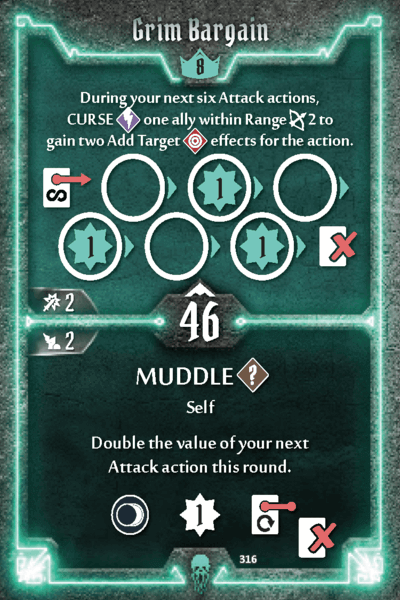 Grim Bargain
8
During your next six Attack actions,
CURSE one ally within Range 2 to
gain two Add Target effects for the action.
S 1
1 1
2
46
2
MUDDLE ?
Self
Double the value of your next
Attack action this round.
1
316